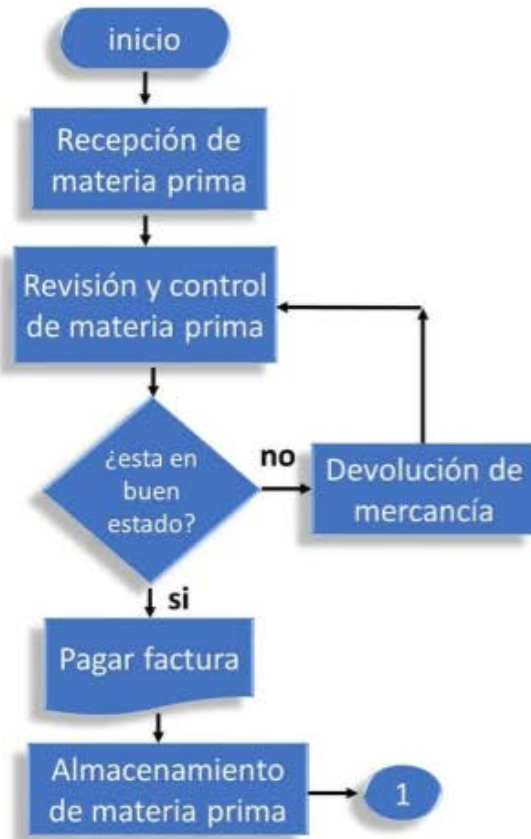 inicio
Recepción de
materia prima
Revisión y control
de materia prima
¿esta en
buen
estado?
no
Devolución de
mercancía
si
Pagar factura
Almacenamiento
de materia prima
1